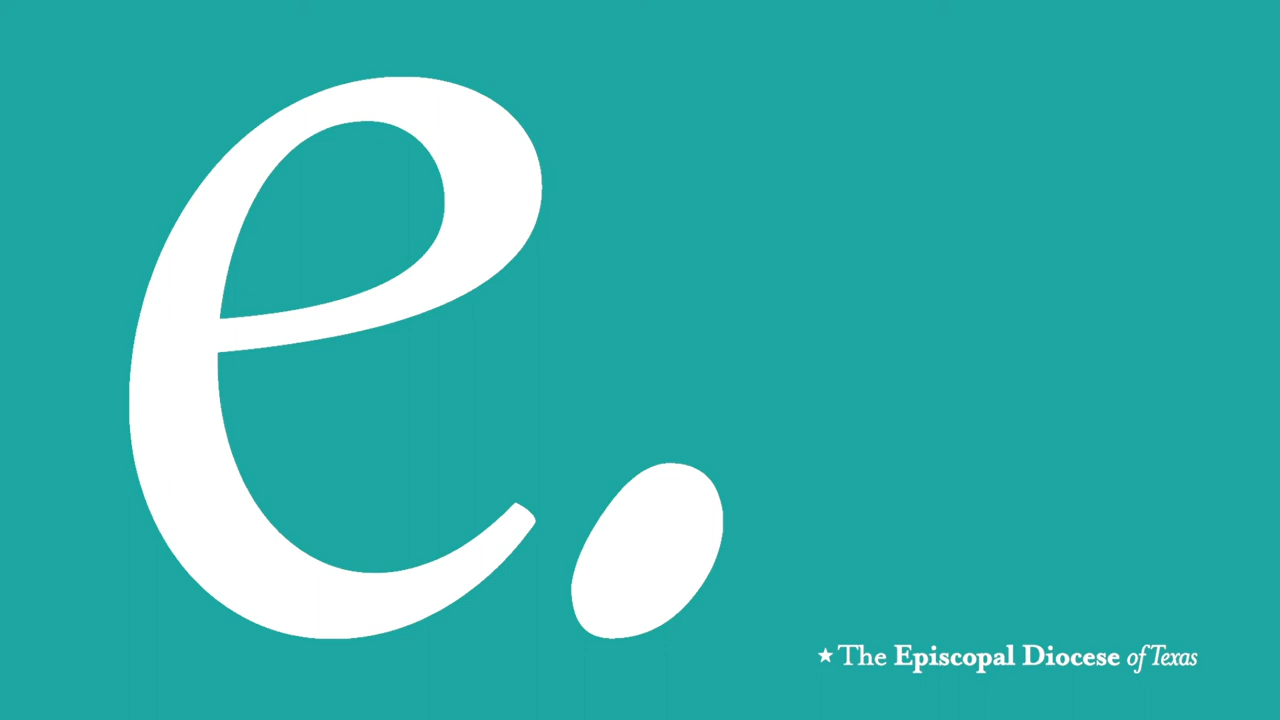 e.
★The Episcopal Diocese of Texas